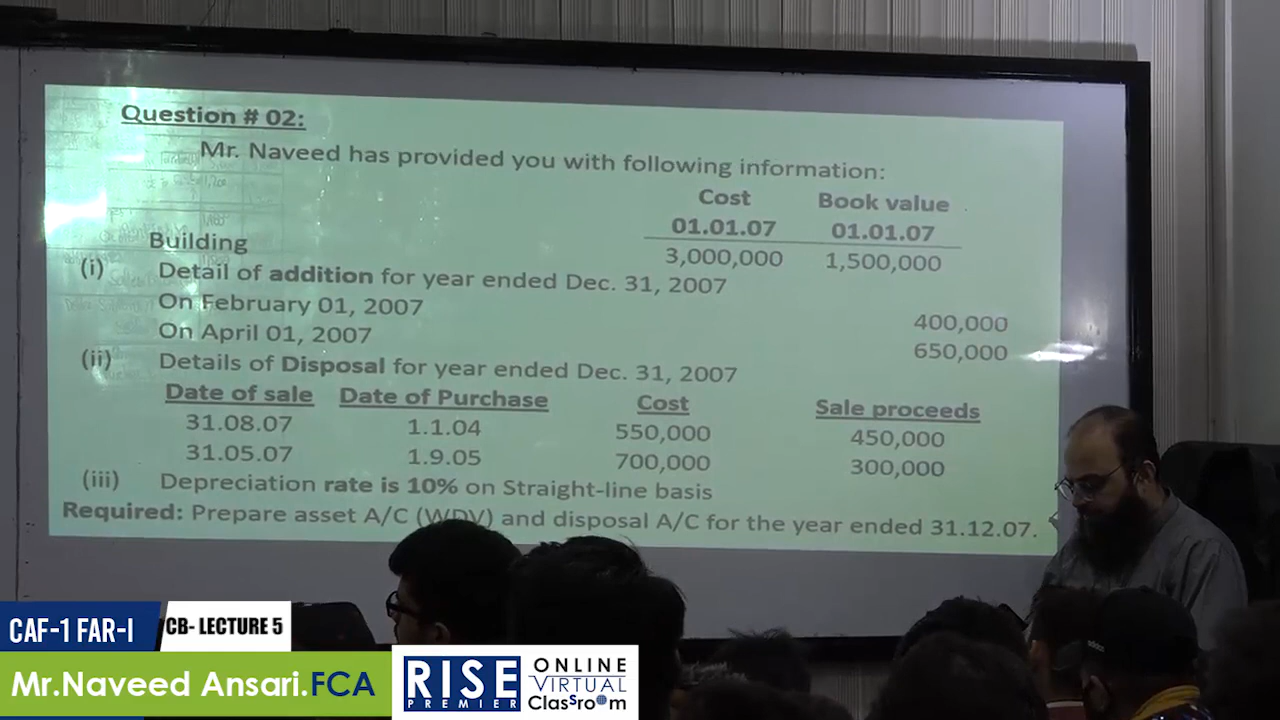 Question # 02:
Mr. Naveed has provided you with following information:
Cost Book value
01.01.07 01.01.07
Building 3,000,000 1,500,000
(i) Detail of addition for year ended Dec. 31, 2007
On February 01, 2007 400,000
On April 01, 2007 650,000
(ii) Details of Disposal for year ended Dec. 31, 2007
Date of sale Date of Purchase Cost Sale proceeds
31.08.07 1.1.04 550,000 450,000
31.05.07 1.9.05 700,000 300,000
(iii) Depreciation rate is 10% on Straight-line basis
Required: Prepare asset A/C (WDV) and disposal A/C for the year ended 31.12.07.
adidas
CAF-1 FAR-I CB- LECTURE 5
Mr.Naveed Ansari.FCA
RISE
PREMIER
ONLINE
VIRTUAL
Classroom